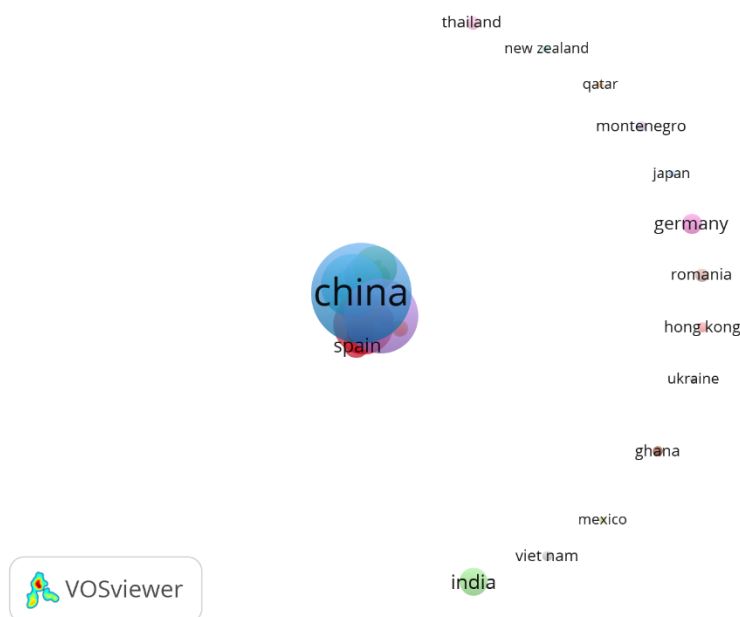 thailand
new zealand
qatar
montenegro
japan
germany
romania
china
hong kong
spain
ukraine
ghana
mexico
viet nam
india
VOSviewer